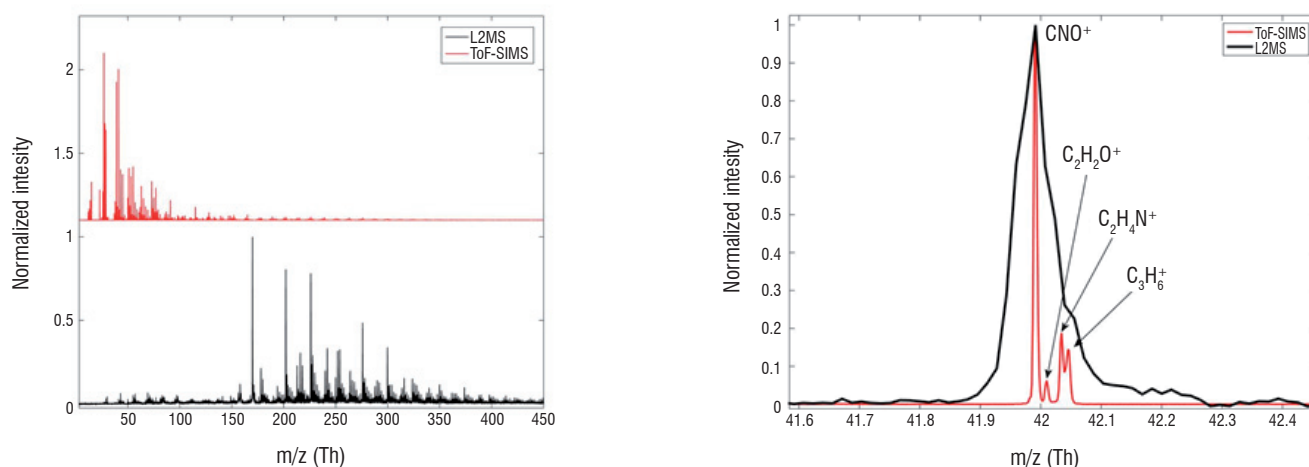 L2MS
ToF-SIMS
2
1.5
1
0.5
0
Normalized intesity
50 100 150 200 250 300 350 400 450
m/z (Th)
CNO⁺
ToF-SIMS
L2MS
C₂H₂O⁺
C₂H₄N⁺
C₃H₆⁺
1
0.9
0.8
0.7
0.6
0.5
0.4
0.3
0.2
0.1
0
Normalized intesity
41.6 41.7 41.8 41.9 42 42.1 42.2 42.3 42.4
m/z (Th)